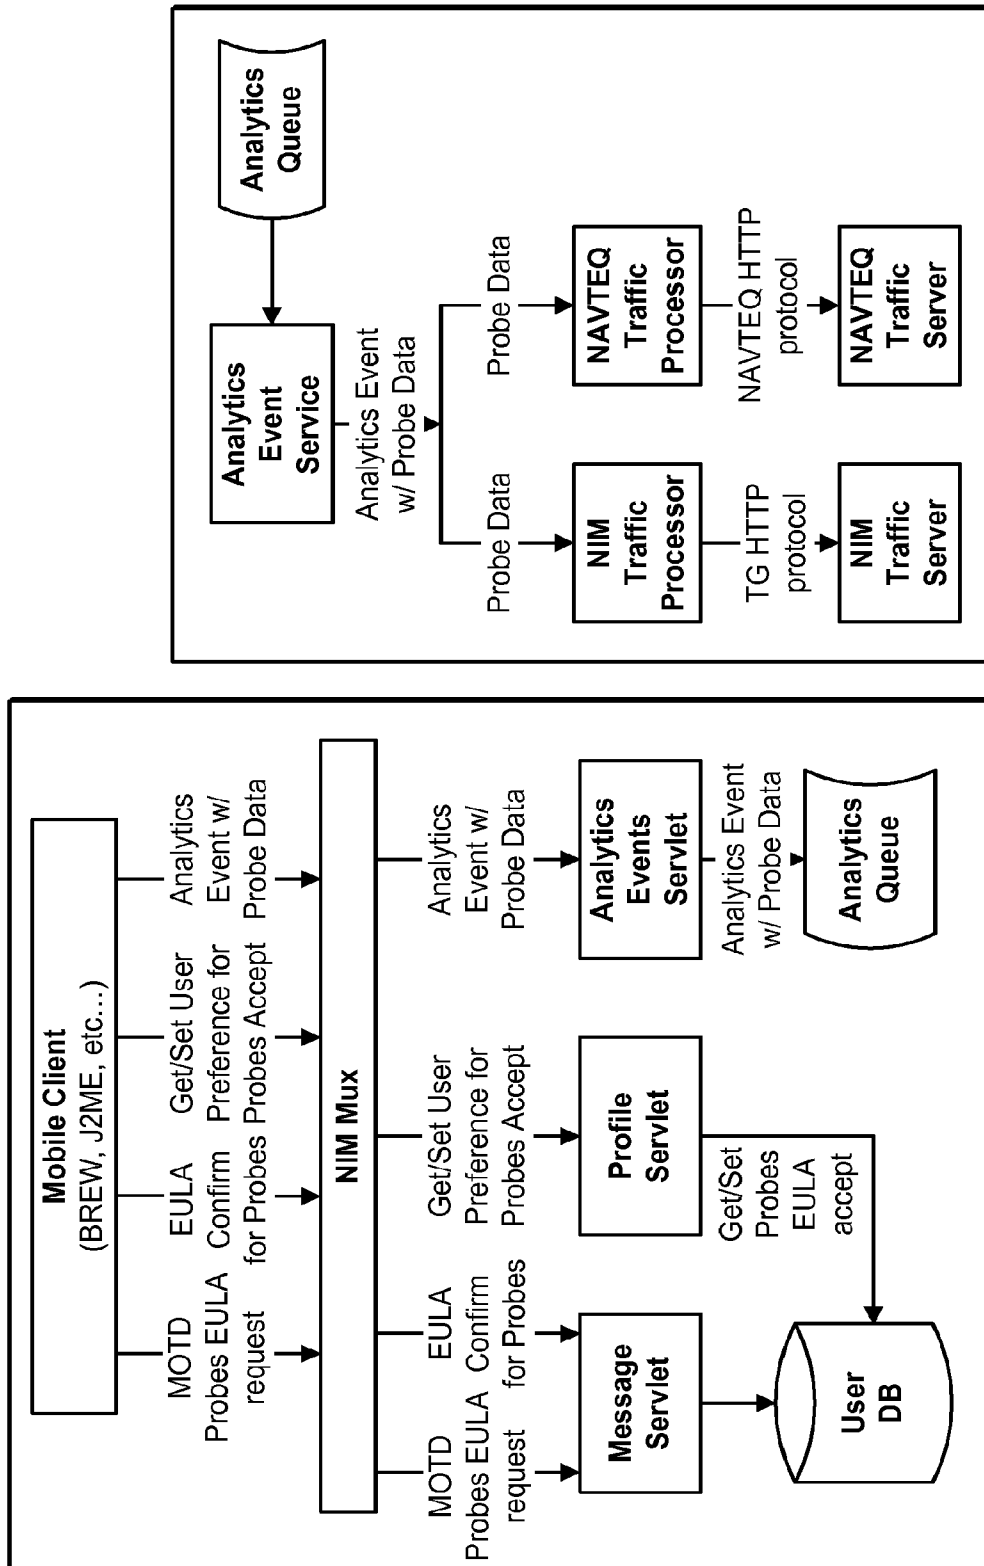 Mobile Client
(BREW, J2ME, etc...)
MOTD
Probes EULA
request
EULA
Confirm
for Probes
Get/Set User
Preference for
Probes Accept
Analytics
Event w/
Probe Data
NIM Mux
MOTD
Probes EULA
request
EULA
Confirm
for Probes
Get/Set User
Preference for
Probes Accept
Analytics
Event w/
Probe Data
Message
Servlet
Profile
Servlet
Analytics
Events
Servlet
Get/Set
Probes
EULA
accept
Analytics Event
w/ Probe Data
User
DB
Analytics
Queue
Analytics
Event
Service
Analytics
Queue
Analytics Event
w/ Probe Data
Probe Data
Probe Data
NIM
Traffic
Processor
NAVTEQ
Traffic
Processor
TG HTTP
protocol
NAVTEQ HTTP
protocol
NIM
Traffic
Server
NAVTEQ
Traffic
Server